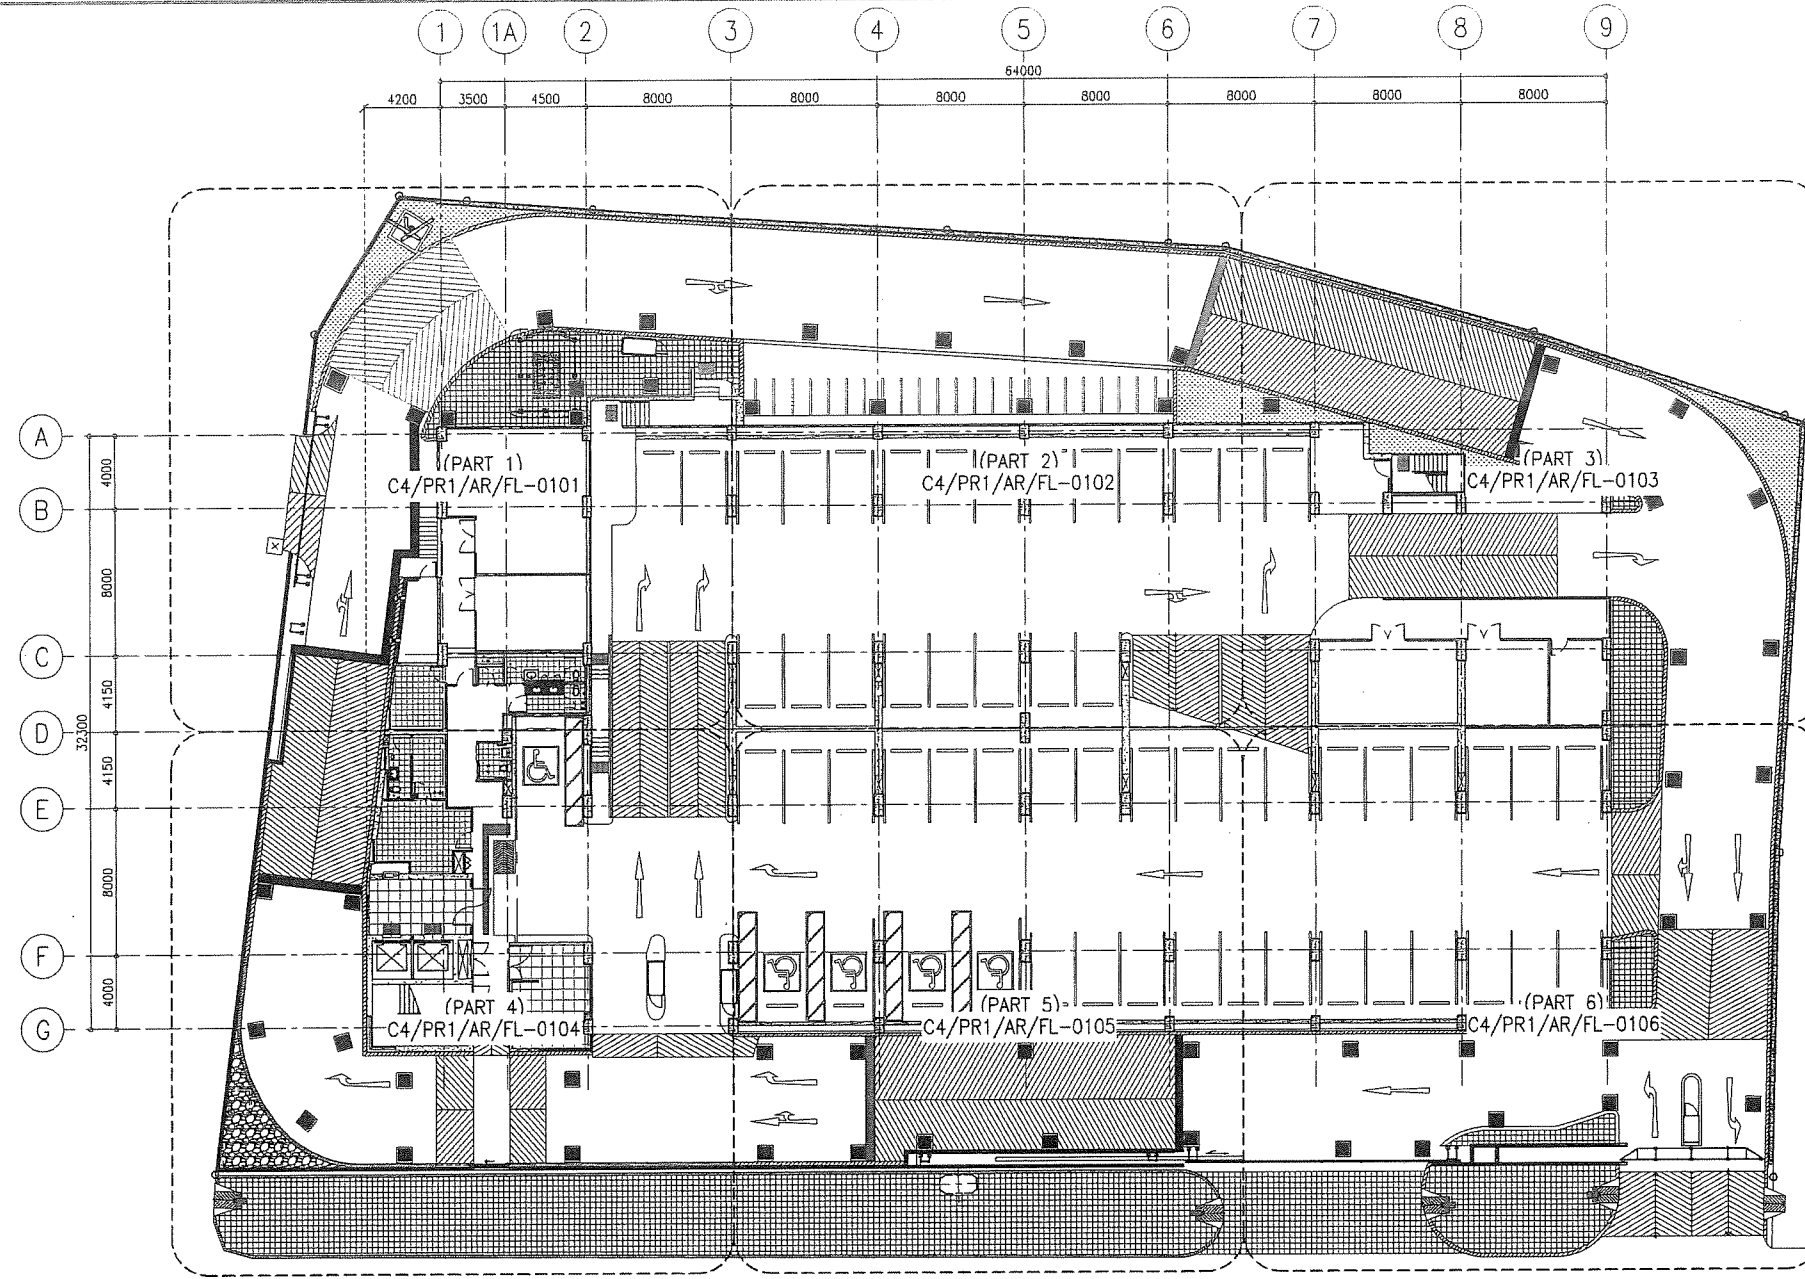 1 1A 2 3 4 5 6 7 8 9
64000
4200 3500 4500 8000 8000 8000 8000 8000 8000 8000
A
4000
(PART 1)
C4/PR1/AR/FL-0101
(PART 2)
C4/PR1/AR/FL-0102
(PART 3)
C4/PR1/AR/FL-0103
B
8000
C
4150
D
32300
4150
E
8000
F
4000
(PART 4)
C4/PR1/AR/FL-0104
(PART 5)
C4/PR1/AR/FL-0105
(PART 6)
C4/PR1/AR/FL-0106
G